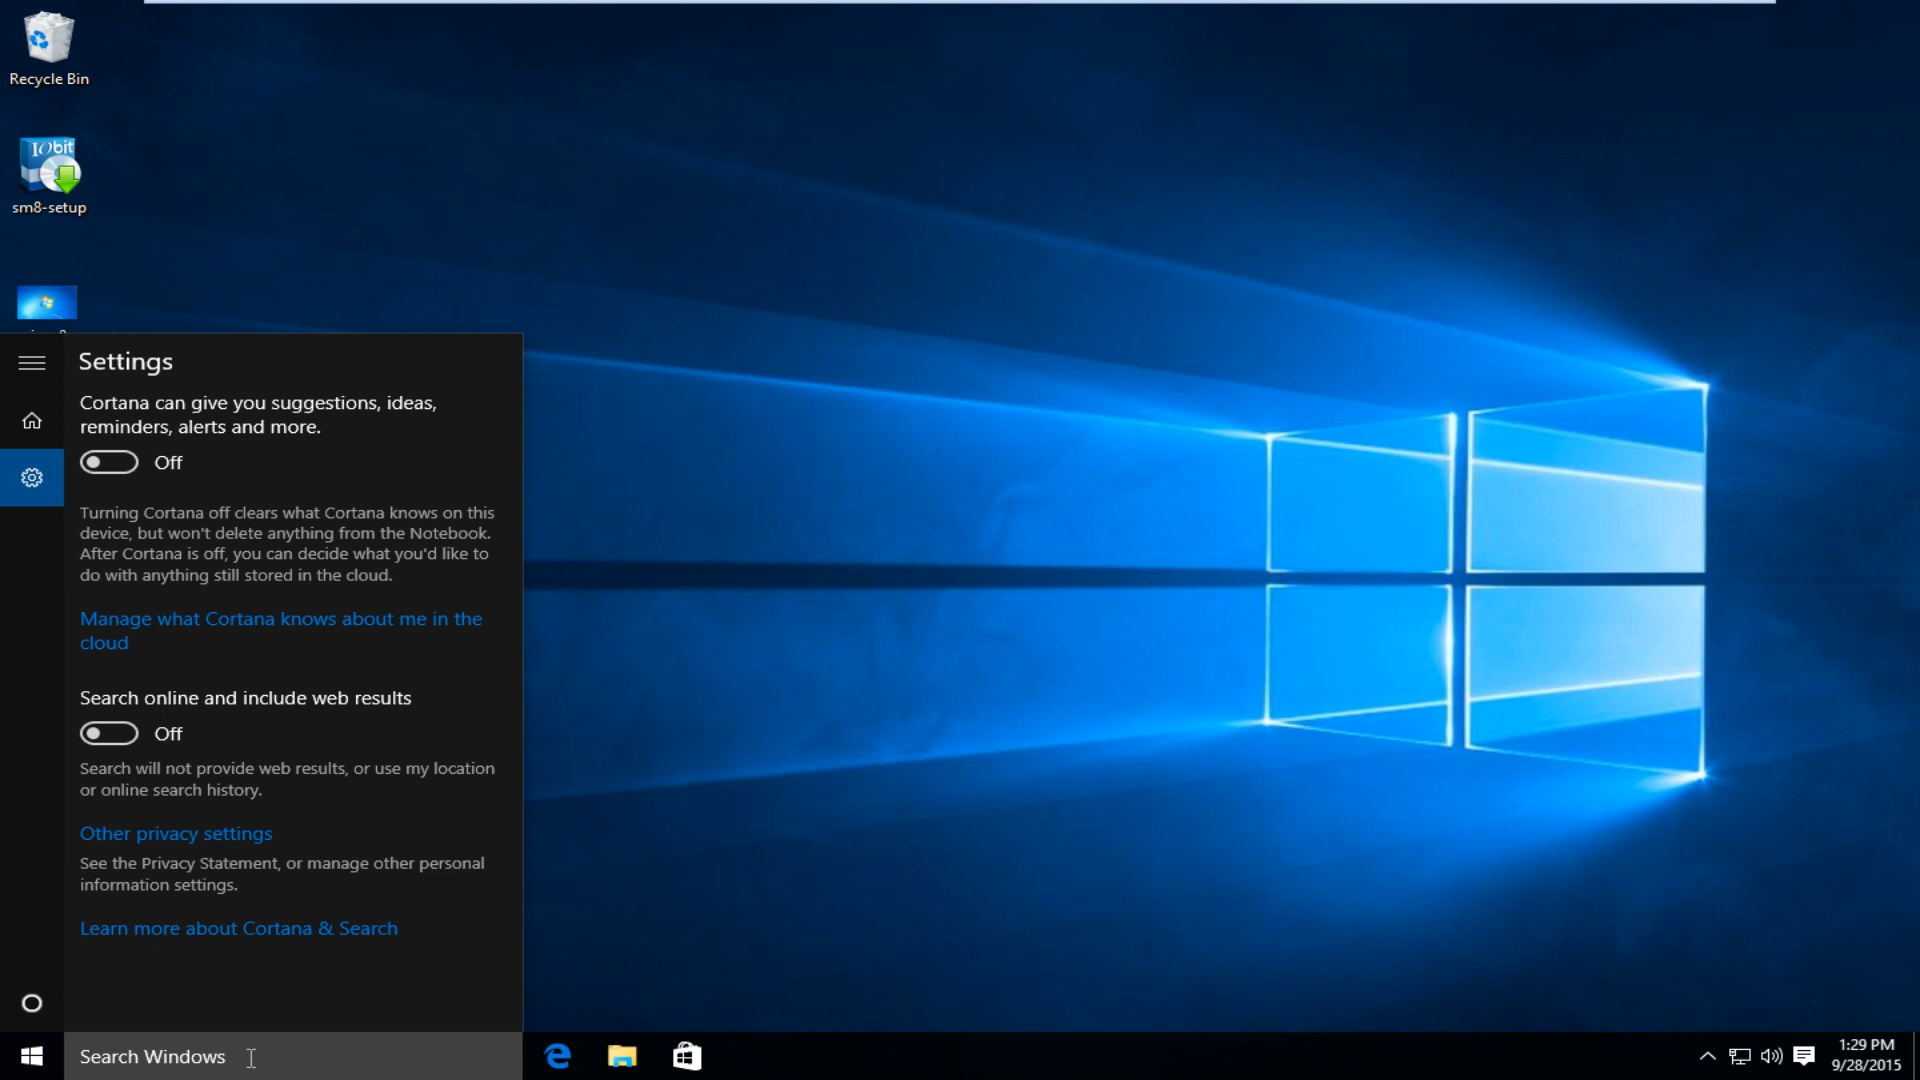 Recycle Bin
IObit
sm8-setup
Settings
Cortana can give you suggestions, ideas,
reminders, alerts and more.
Off
Turning Cortana off clears what Cortana knows on this
device, but won't delete anything from the Notebook.
After Cortana is off, you can decide what you'd like to
do with anything still stored in the cloud.
Manage what Cortana knows about me in the
cloud
Search online and include web results
Off
Search will not provide web results, or use my location
or online search history.
Other privacy settings
See the Privacy Statement, or manage other personal
information settings.
Learn more about Cortana & Search
Search Windows
1:29 PM
9/28/2015